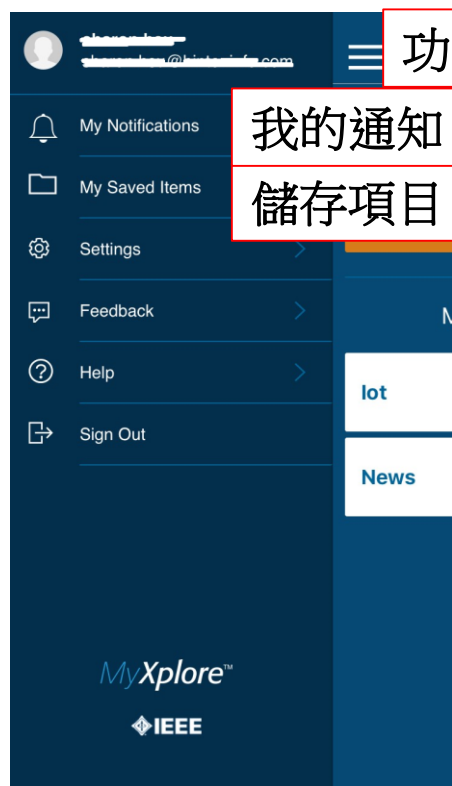 功
My Notifications
我的通知
My Saved Items
儲存項目
Settings
Feedback
M
Help
Iot
Sign Out
News
MyXplore™
IEEE